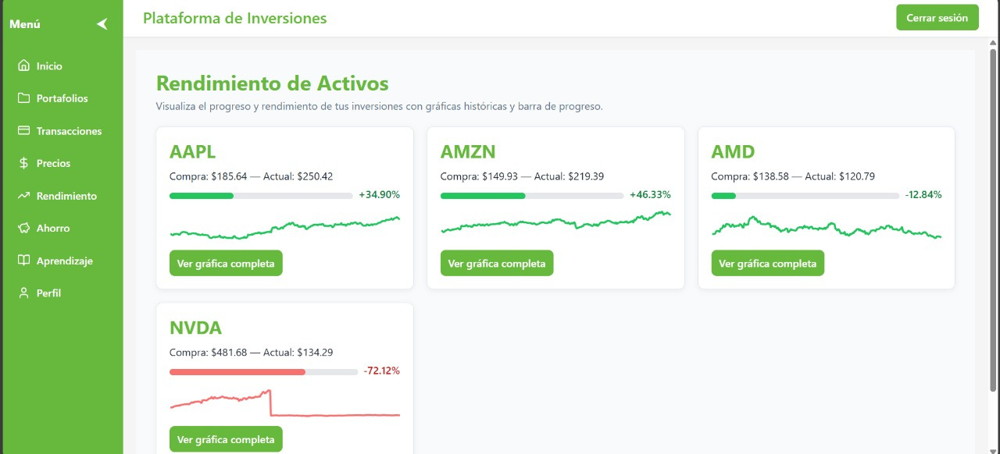 Menú
Inicio
Portafolios
Transacciones
Precios
Rendimiento
Ahorro
Aprendizaje
Perfil
Plataforma de Inversiones
Cerrar sesión
Rendimiento de Activos
Visualiza el progreso y rendimiento de tus inversiones con gráficas históricas y barra de progreso.
AAPL
Compra: $185.64 — Actual: $250.42
+34.90%
Ver gráfica completa
AMZN
Compra: $149.93 — Actual: $219.39
+46.33%
Ver gráfica completa
AMD
Compra: $138.58 — Actual: $120.79
-12.84%
Ver gráfica completa
NVDA
Compra: $481.68 — Actual: $134.29
-72.12%
Ver gráfica completa